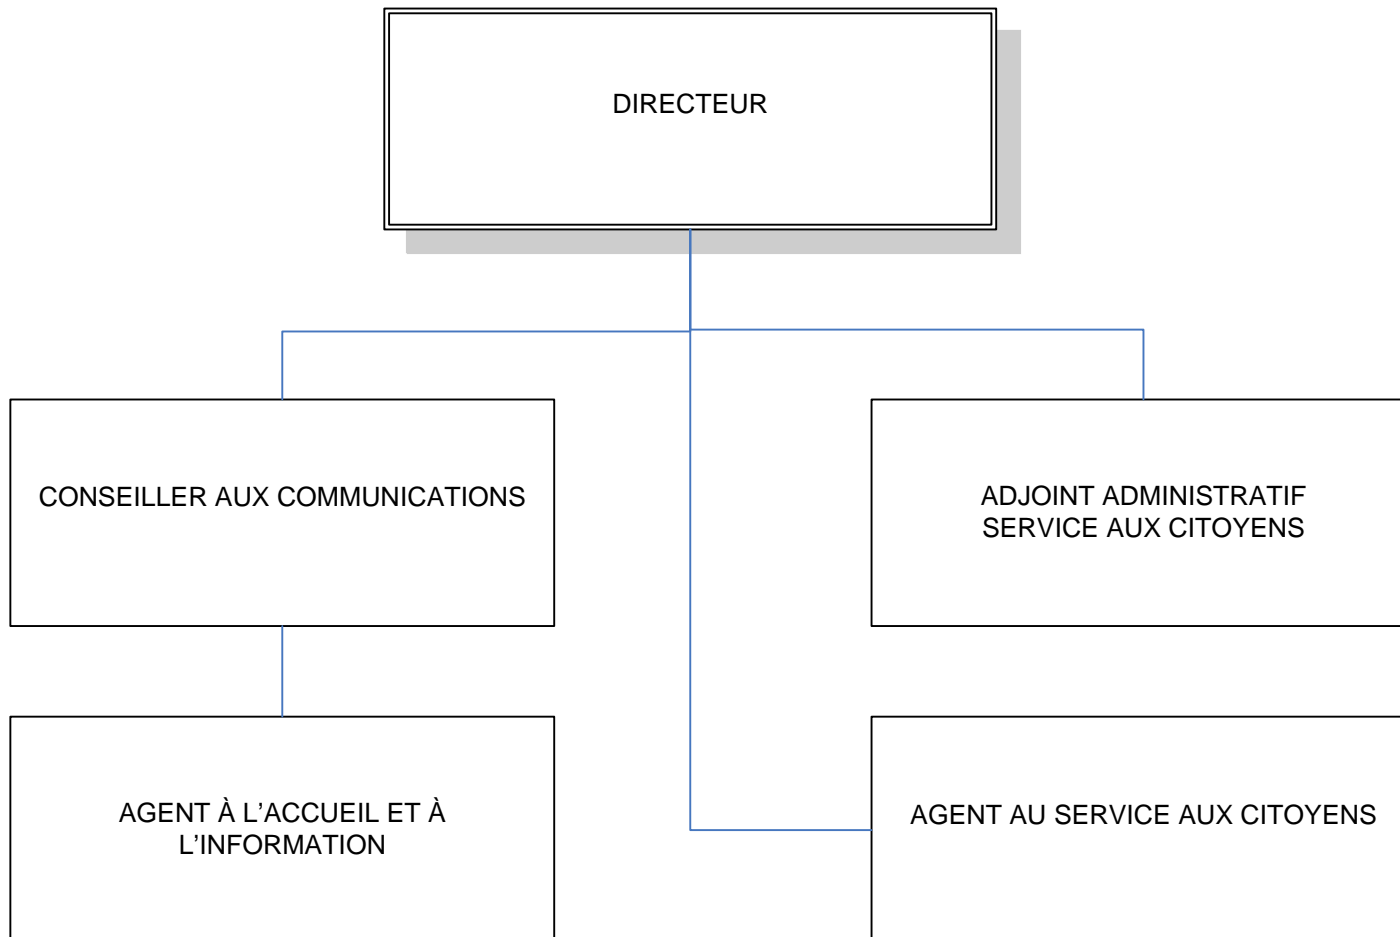 DIRECTEUR
CONSEILLER AUX COMMUNICATIONS
ADJOINT ADMINISTRATIF
SERVICE AUX CITOYENS
AGENT À L’ACCUEIL ET À
L’INFORMATION
AGENT AU SERVICE AUX CITOYENS